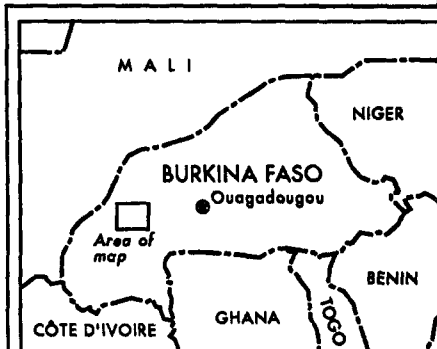 MALI
NIGER
BURKINA FASO
Ouagadougou
Area of
map
BENIN
GHANA
TOGO
CÔTE D'IVOIRE